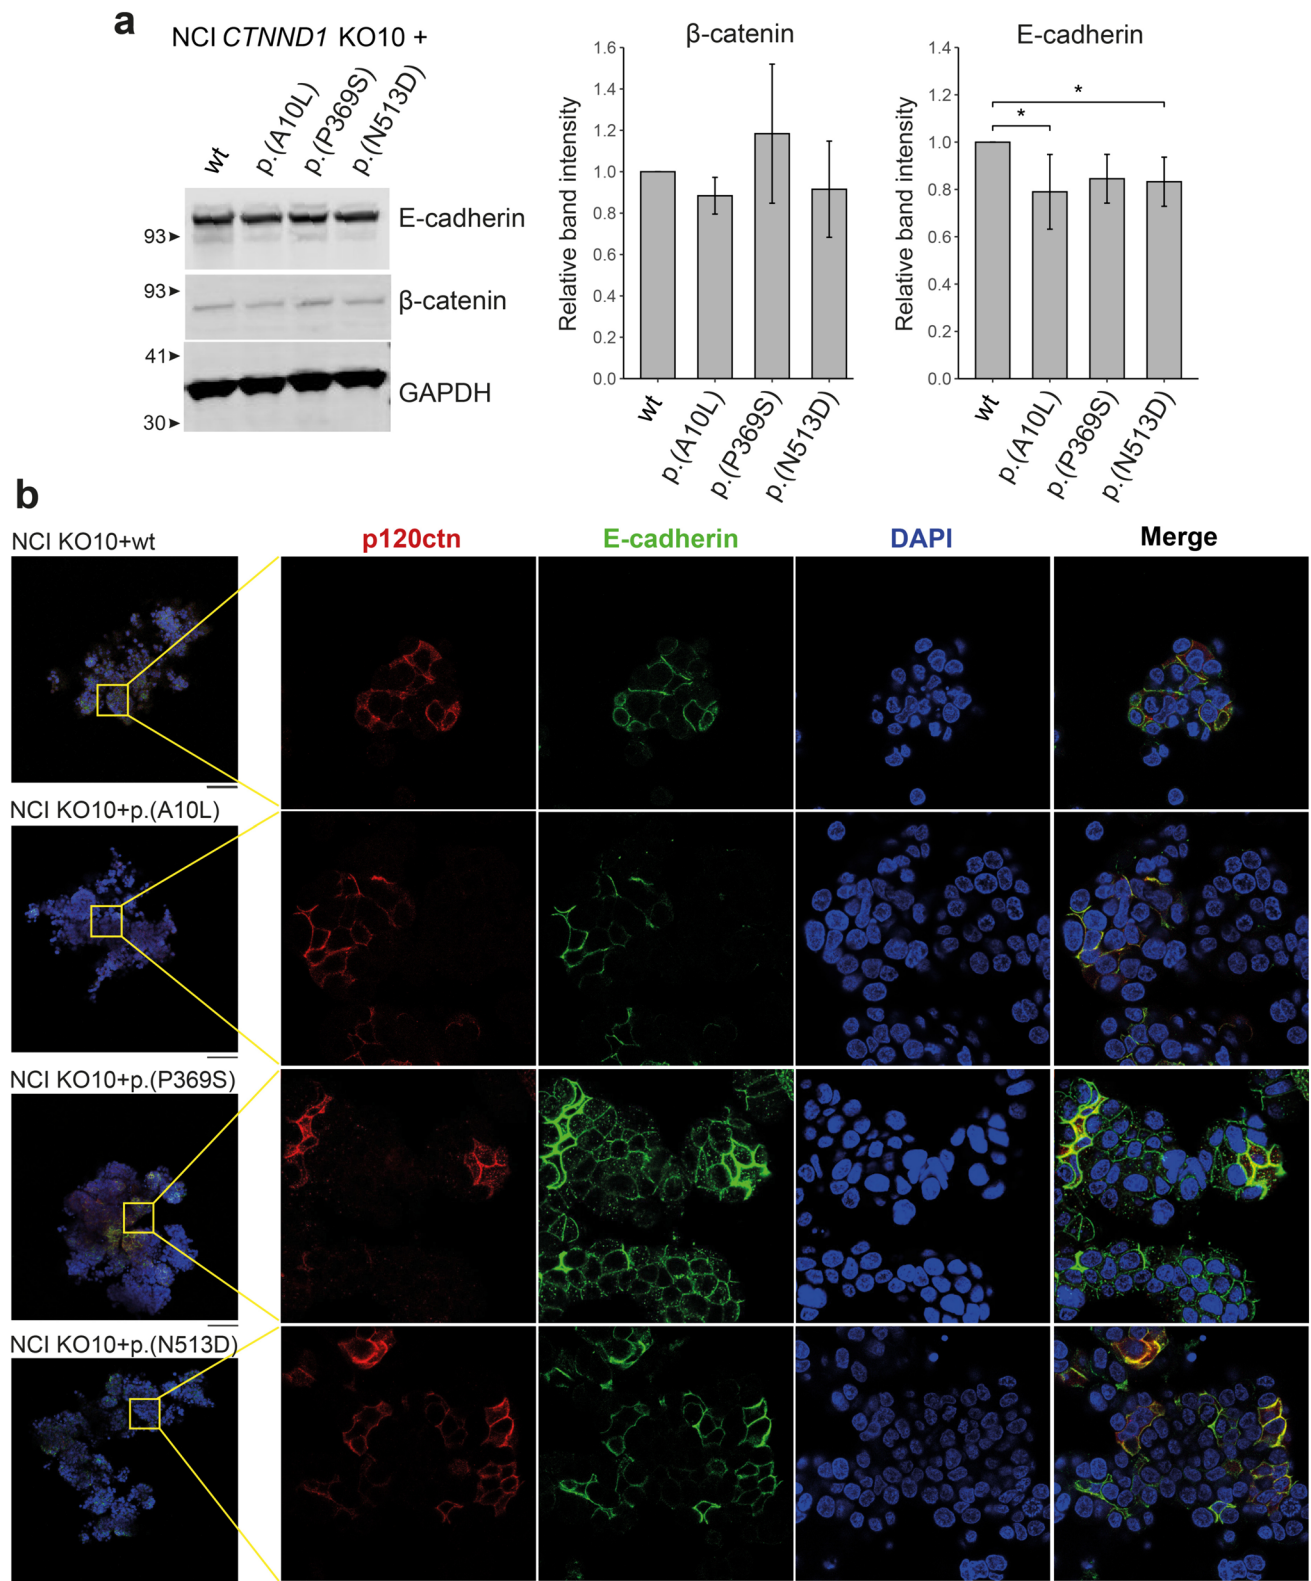 a
NCI CTNND1 KO10 +
wt
p.(A10L)
p.(P369S)
p.(N513D)
E-cadherin
93
93
β-catenin
41
GAPDH
30
β-catenin
Relative band intensity
1.6
1.4
1.2
1.0
0.8
0.6
0.4
0.2
0.0
wt
p.(A10L)
p.(P369S)
p.(N513D)
E-cadherin
Relative band intensity
1.4
1.2
1.0
0.8
0.6
0.4
0.2
0.0
*
*
wt
p.(A10L)
p.(P369S)
p.(N513D)
b
p120ctn E-cadherin DAPI Merge
NCI KO10+wt
NCI KO10+p.(A10L)
NCI KO10+p.(P369S)
NCI KO10+p.(N513D)